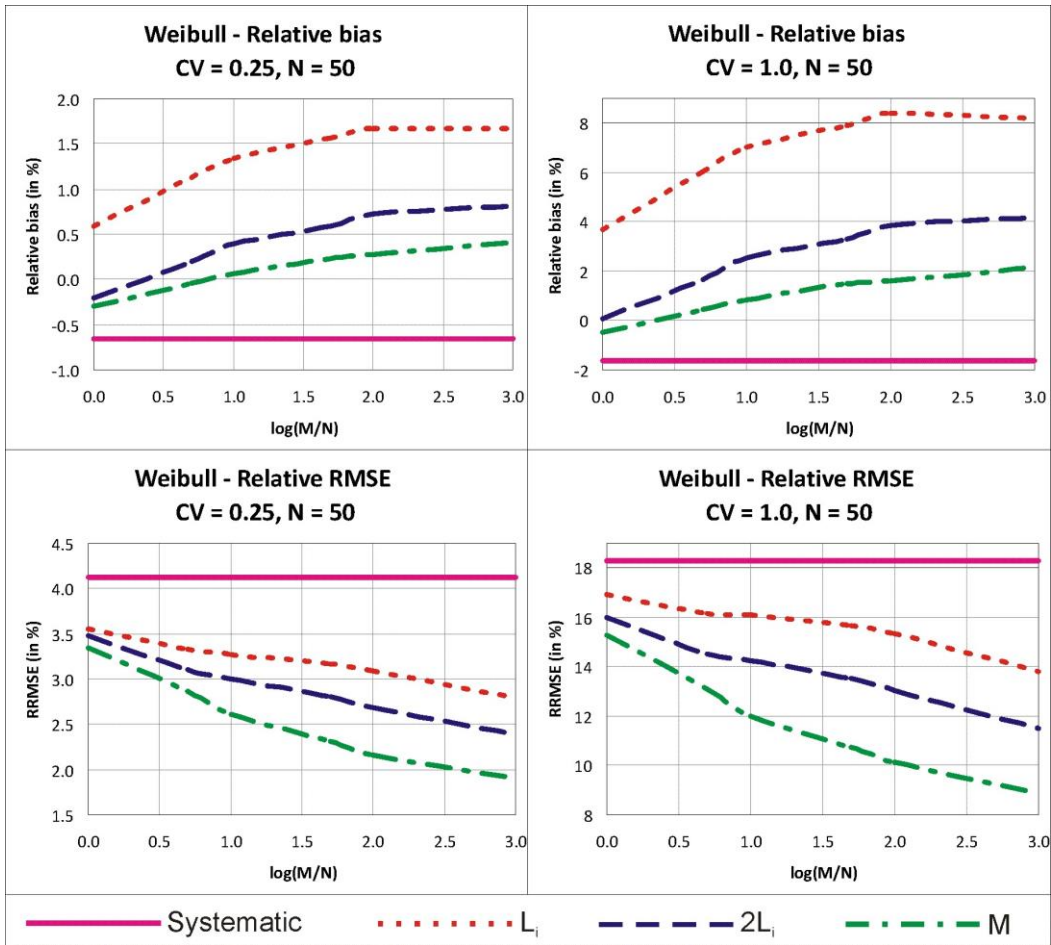 Weibull - Relative bias
CV = 0.25, N = 50
Relative bias (in %)
2.0
1.5
1.0
0.5
0.0
-0.5
-1.0
0.0 0.5 1.0 1.5 2.0 2.5 3.0
log(M/N)
Weibull - Relative bias
CV = 1.0, N = 50
Relative bias (in %)
8
6
4
2
0
-2
0.0 0.5 1.0 1.5 2.0 2.5 3.0
log(M/N)
Weibull - Relative RMSE
CV = 0.25, N = 50
RRMSE (in %)
4.5
4.0
3.5
3.0
2.5
2.0
1.5
0.0 0.5 1.0 1.5 2.0 2.5 3.0
log(M/N)
Weibull - Relative RMSE
CV = 1.0, N = 50
RRMSE (in %)
18
16
14
12
10
8
0.0 0.5 1.0 1.5 2.0 2.5 3.0
log(M/N)
Systematic Lᵢ 2Lᵢ M